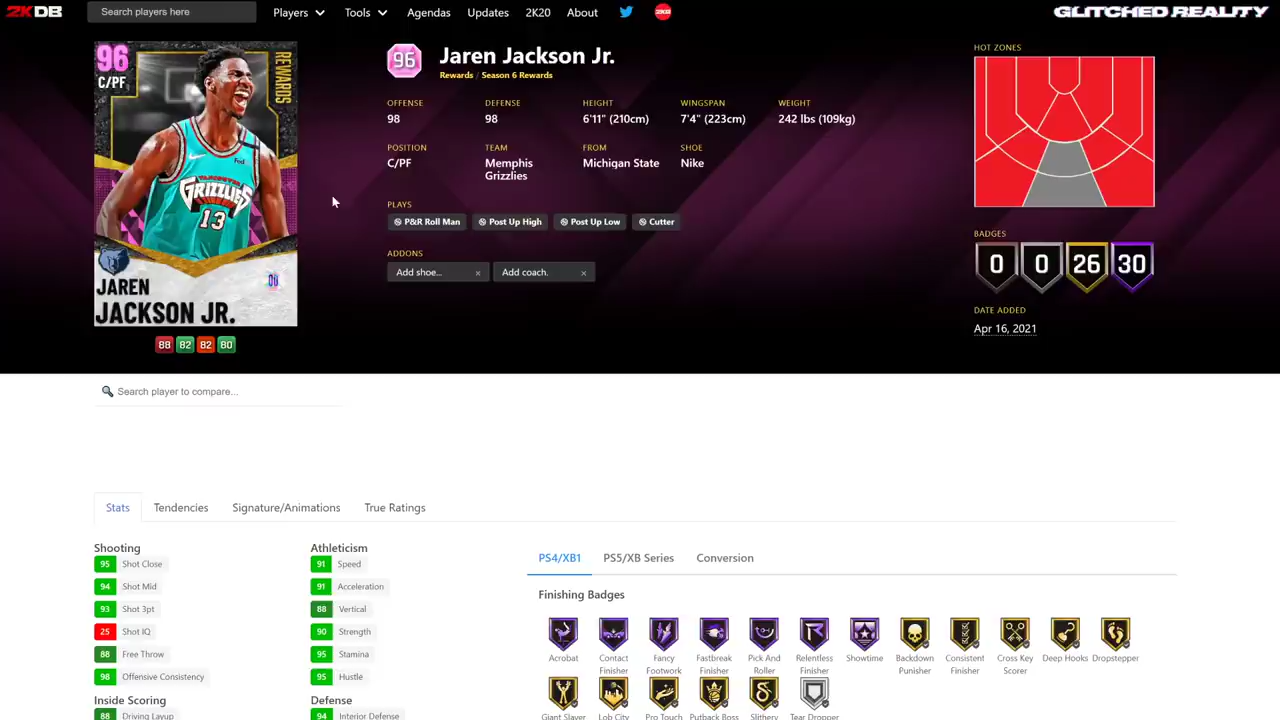 2KDB
Search players here
Players
Tools
Agendas
Updates
2K20
About
2KDB
GLITCHED REALITY
96
C/PF
REWARDS
FedEx
VANCOUVER
GRIZZLIES
13
JAREN
JACKSON JR.
88 82 82 80
96
Jaren Jackson Jr.
Rewards / Season 6 Rewards
OFFENSE
98
DEFENSE
98
HEIGHT
6'11" (210cm)
WINGSPAN
7'4" (223cm)
WEIGHT
242 lbs (109kg)
POSITION
C/PF
TEAM
Memphis
Grizzlies
FROM
Michigan State
SHOE
Nike
PLAYS
P&R Roll Man
Post Up High
Post Up Low
Cutter
ADDONS
Add shoe... ×
Add coach. ×
HOT ZONES
BADGES
0 0 26 30
DATE ADDED
Apr 16, 2021
Search player to compare...
Stats
Tendencies
Signature/Animations
True Ratings
Shooting
95 Shot Close
94 Shot Mid
93 Shot 3pt
25 Shot IQ
88 Free Throw
98 Offensive Consistency
Inside Scoring
88 Driving Layup
Athleticism
91 Speed
91 Acceleration
88 Vertical
90 Strength
95 Stamina
95 Hustle
Defense
94 Interior Defense
PS4/XB1
PS5/XB Series
Conversion
Finishing Badges
Acrobat
Contact
Finisher
Fancy
Footwork
Fastbreak
Finisher
Pick And
Roller
Relentless
Finisher
Showtime
Backdown
Punisher
Consistent
Finisher
Cross Key
Scorer
Deep Hooks
Dropstepper
Giant Slayer
Lob City
Pro Touch
Putback Boss
Slithery
Tear Dropper